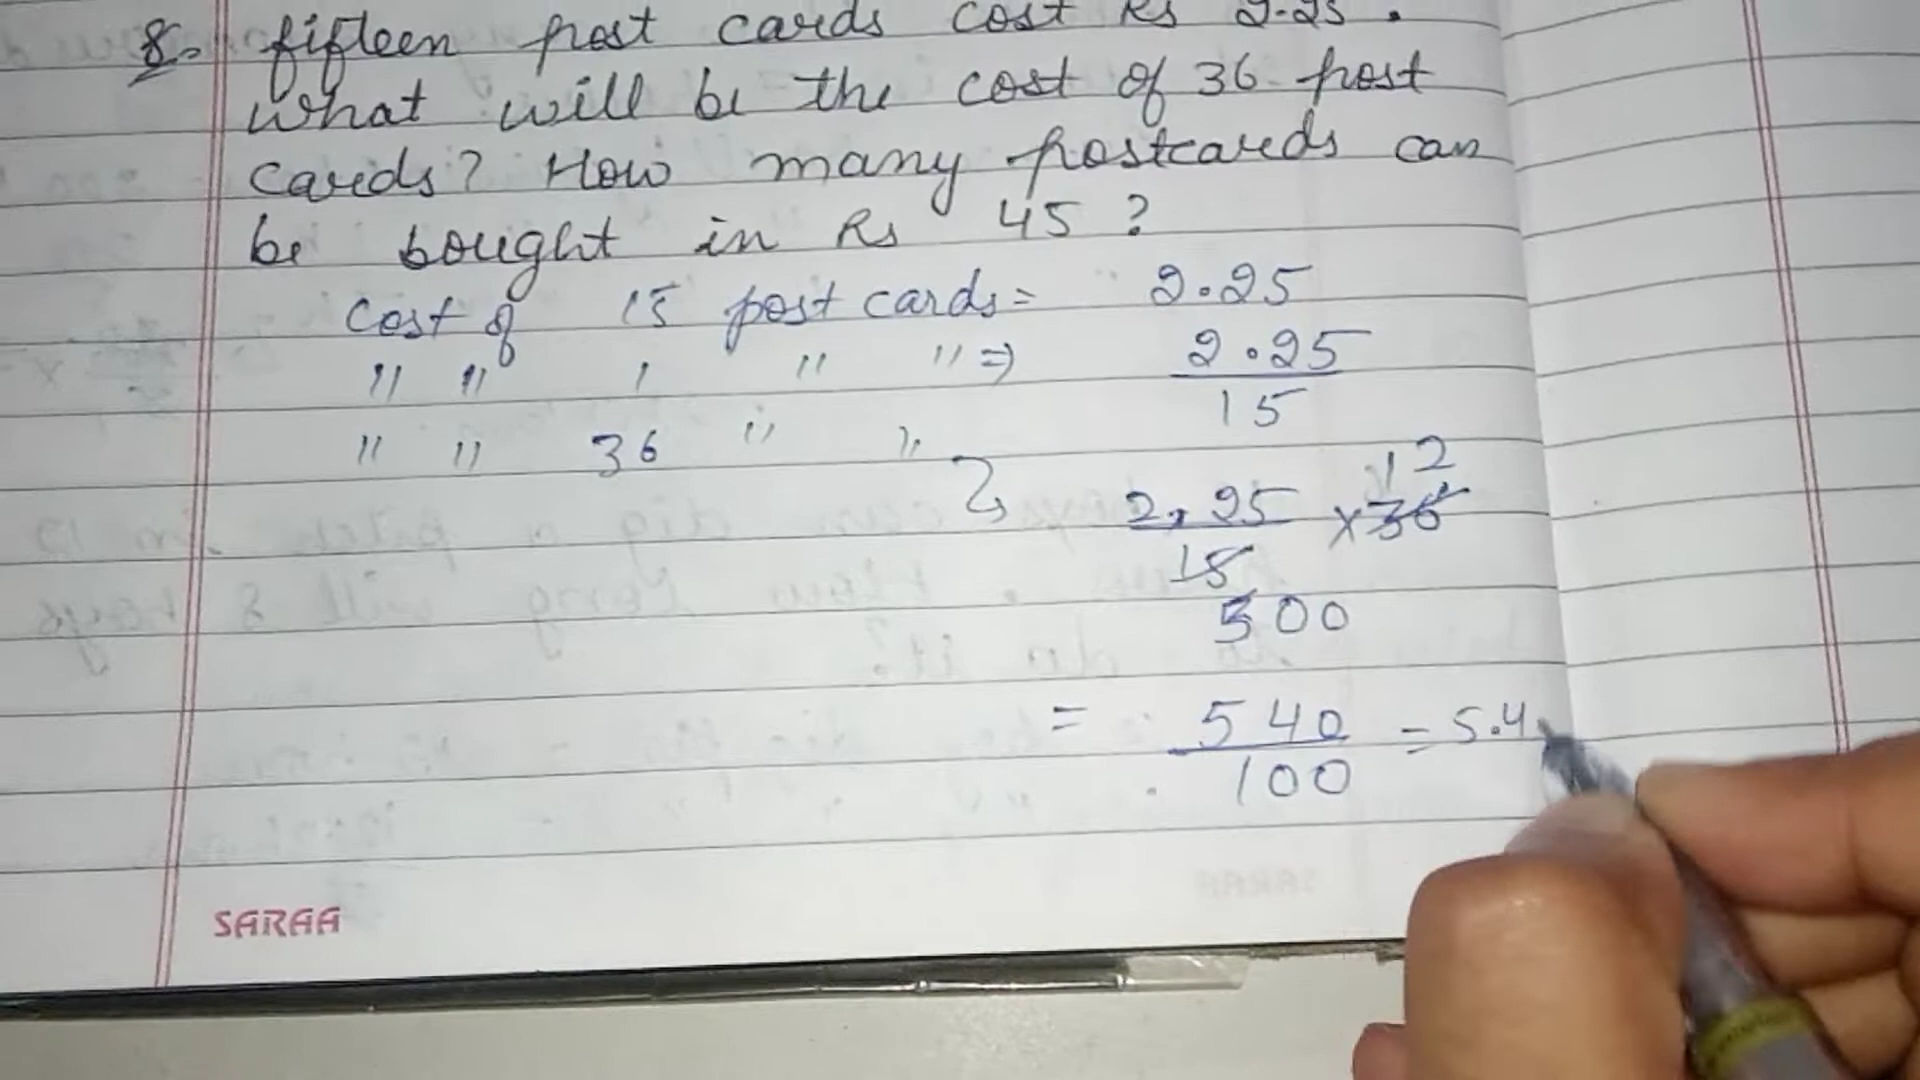 8. fifteen post cards cost Rs 2.25.
What will be the cost of 36 post
cards? How many postcards can
be bought in Rs 45?
Cost of 15 post cards = 2.25
" " 1 " " => 2.25
15
" " 36 " "
12
2.25 x 36
15
500
= 540 = 5.4
100
SARAA